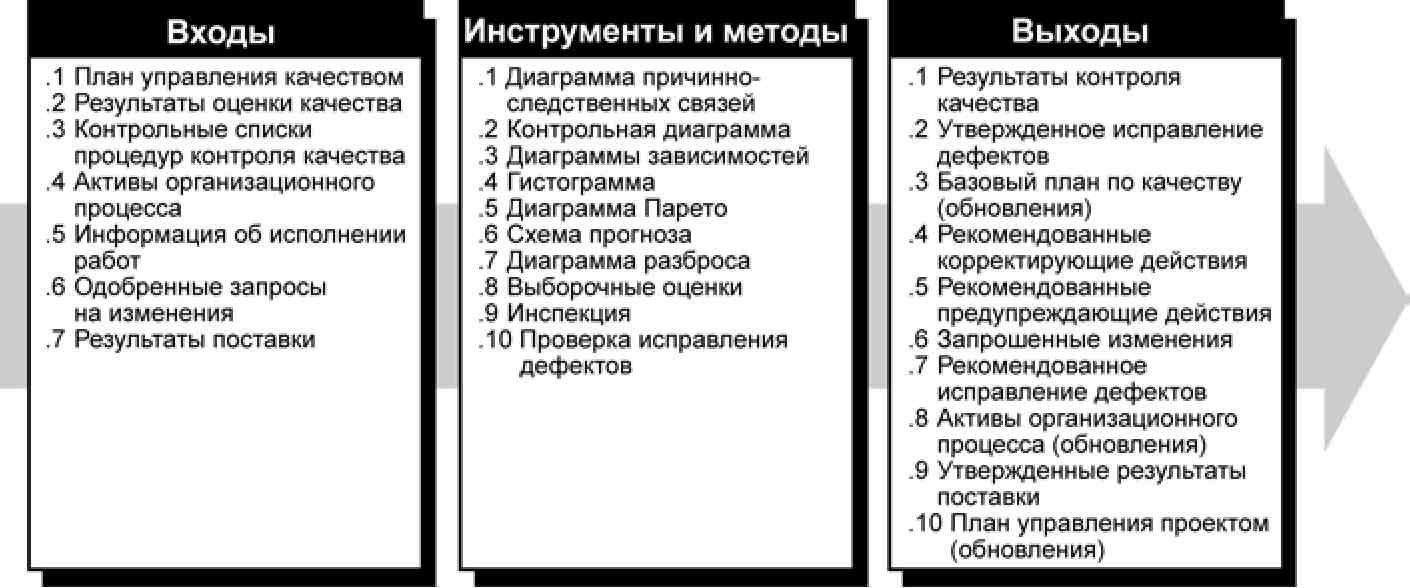 Входы
.1 План управления качеством
.2 Результаты оценки качества
.3 Контрольные списки
процедур контроля качества
.4 Активы организационного
процесса
.5 Информация об исполнении
работ
.6 Одобренные запросы
на изменения
.7 Результаты поставки
Инструменты и методы
.1 Диаграмма причинно-
следственных связей
.2 Контрольная диаграмма
.3 Диаграммы зависимостей
.4 Гистограмма
.5 Диаграмма Парето
.6 Схема прогноза
.7 Диаграмма разброса
.8 Выборочные оценки
.9 Инспекция
.10 Проверка исправления
дефектов
Выходы
.1 Результаты контроля
качества
.2 Утвержденное исправление
дефектов
.3 Базовый план по качеству
(обновления)
.4 Рекомендованные
корректирующие действия
.5 Рекомендованные
предупреждающие действия
.6 Запрошенные изменения
.7 Рекомендованное
исправление дефектов
.8 Активы организационного
процесса (обновления)
.9 Утвержденные результаты
поставки
.10 План управления проектом
(обновления)